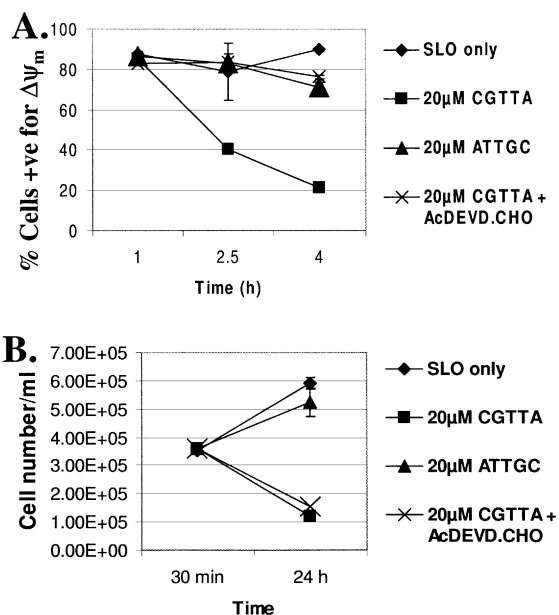 A.
% Cells +ve for Δψm
100
80
60
40
20
0
1
2.5
4
Time (h)
SLO only
20µM CGTTA
20µM ATTGC
20µM CGTTA +
AcDEVD.CHO
B.
Cell number/ml
7.00E+05
6.00E+05
5.00E+05
4.00E+05
3.00E+05
2.00E+05
1.00E+05
0.00E+00
30 min
24 h
Time
SLO only
20µM CGTTA
20µM ATTGC
20µM CGTTA +
AcDEVD.CHO